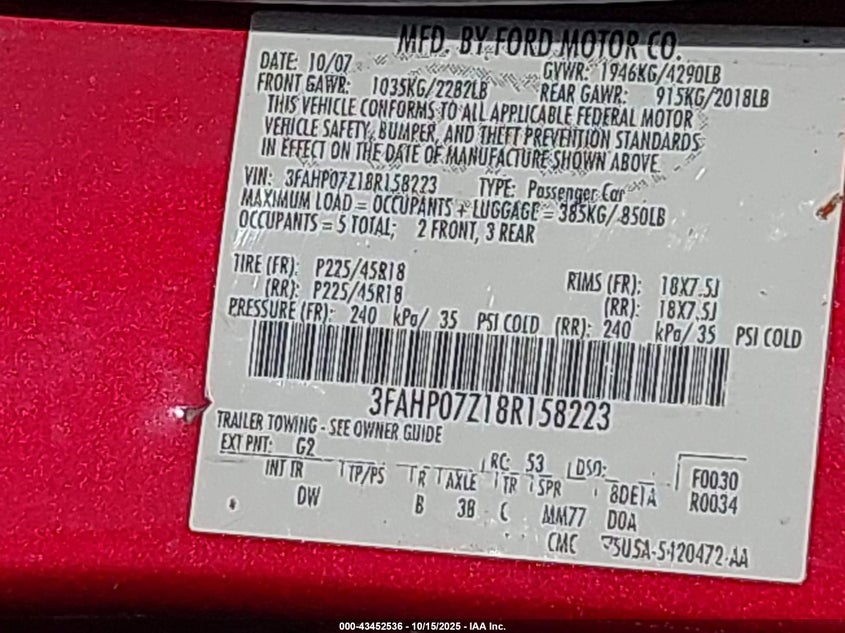 MFD. BY FORD MOTOR CO.
DATE: 10/07 GVWR: 1946KG/4290LB
FRONT GAWR: 1035KG/2282LB REAR GAWR: 915KG/2018LB
THIS VEHICLE CONFORMS TO ALL APPLICABLE FEDERAL MOTOR
VEHICLE SAFETY, BUMPER, AND THEFT PREVENTION STANDARDS
IN EFFECT ON THE DATE OF MANUFACTURE SHOWN ABOVE.
VIN: 3FAHP07Z18R158223 TYPE: Passenger Car
MAXIMUM LOAD = OCCUPANTS + LUGGAGE = 385KG/ 850LB
OCCUPANTS = 5 TOTAL; 2 FRONT, 3 REAR
TIRE (FR): P225/45R18 RIMS (FR): 18X7.5J
(RR): P225/45R18 (RR): 18X7.5J
PRESSURE (FR): 240 kPa/ 35 PSI COLD (RR): 240 kPa/ 35 PSI COLD
3FAHP07Z18R158223
TRAILER TOWING - SEE OWNER GUIDE
EXT PNT: G2 RC: 53 DSO: F0030
INT TR TP/PS R AXLE TR SPR 8DE1A R0034
DW B 38 C MM77 DOA
CMC 5U5A-5420472-AA
000-43452536 - 10/15/2025 - IAA Inc.